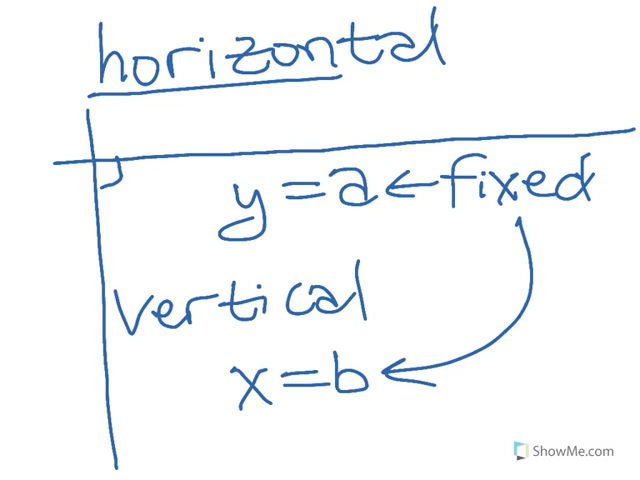 horizontal
y = a ← fixed
vertical
x = b
ShowMe.com